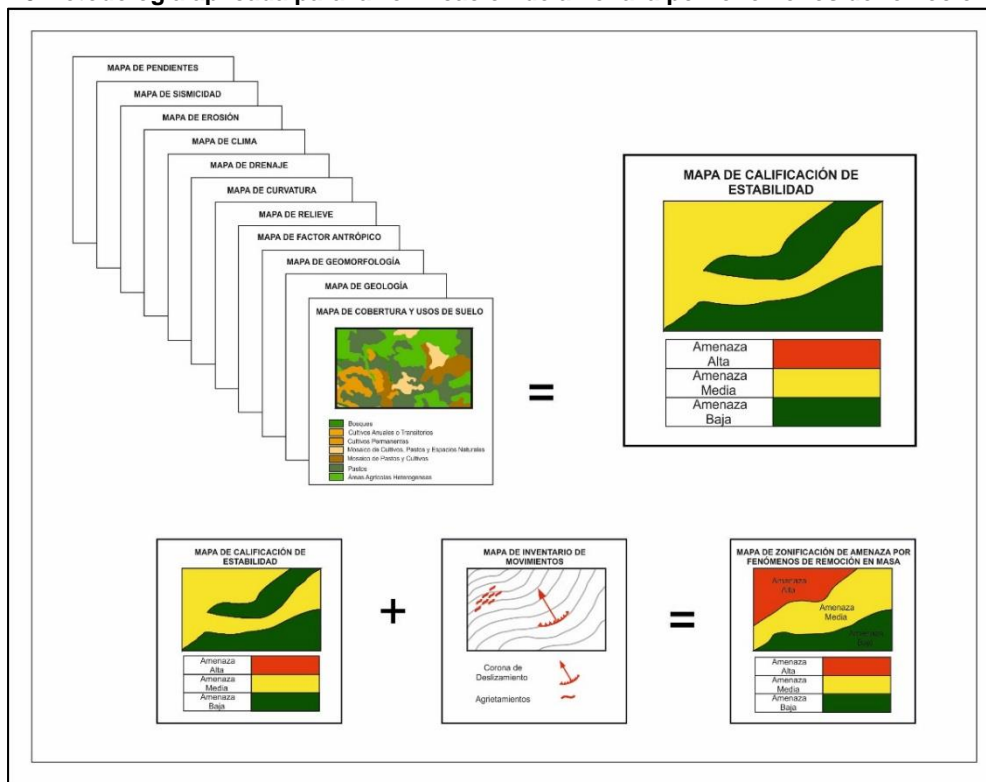 MAPA DE PENDIENTES
MAPA DE SISMICIDAD
MAPA DE EROSIÓN
MAPA DE CLIMA
MAPA DE DRENAJE
MAPA DE CURVATURA
MAPA DE RELIEVE
MAPA DE FACTOR ANTRÓPICO
MAPA DE GEOMORFOLOGÍA
MAPA DE GEOLOGÍA
MAPA DE COBERTURA Y USOS DE SUELO
Bosques
Cultivos Anuales o Transitorios
Cultivos Permanentes
Mosaico de Cultivos, Pastos y Espacios Naturales
Mosaico de Pastos y Cultivos
Pastos
Áreas Agrícolas Heterogeneas
=
MAPA DE CALIFICACIÓN DE
ESTABILIDAD
Amenaza
Alta
Amenaza
Media
Amenaza
Baja
MAPA DE CALIFICACIÓN DE
ESTABILIDAD
Amenaza
Alta
Amenaza
Media
Amenaza
Baja
+
MAPA DE INVENTARIO DE
MOVIMIENTOS
Corona de
Deslizamiento
Agrietamientos
=
MAPA DE ZONIFICACIÓN DE AMENAZA POR
FENÓMENOS DE REMOCIÓN EN MASA
Amenaza
Alta
Amenaza
Media
Amenaza
Baja
Amenaza
Alta
Amenaza
Media
Amenaza
Baja